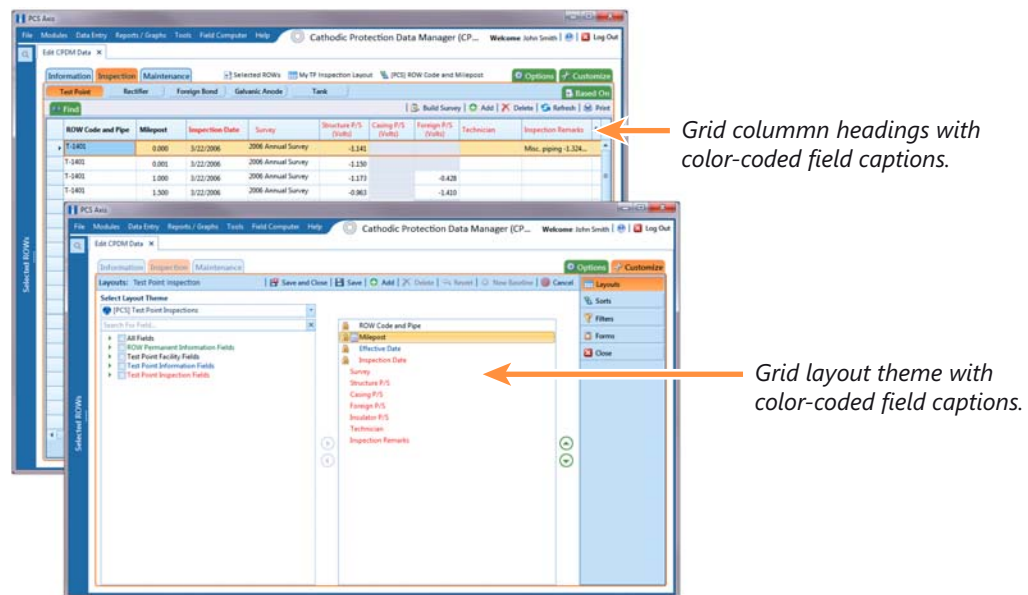 PCS Axis
File Modules Data Entry Reports / Graphs Tools Field Computer Help Cathodic Protection Data Manager (CP... Welcome John Smith Log Out
Edit CPDM Data ×
Information Inspection Maintenance Selected ROWs My TP Inspection Layout (PCS) ROW Code and Milepost Options Customize
Test Point Rectifier Foreign Bond Galvanic Anode Tank Based On
Find Build Survey Add Delete Refresh Print
ROW Code and Pipe Milepost Inspection Date Survey Structure P/S (Volts) Casing P/S (Volts) Foreign P/S (Volts) Technician Inspection Remarks
T-1401 0.000 3/22/2006 2006 Annual Survey -1.141 Misc. piping -1.324...
T-1401 0.001 3/22/2006 2006 Annual Survey -1.150
T-1401 1.000 3/22/2006 2006 Annual Survey -1.173 -0.428
T-1401 1.500 3/22/2006 2006 Annual Survey -0.963 -1.410
Selected ROWs
Grid colummn headings with
color-coded field captions.
PCS Axis
File Modules Data Entry Reports / Graphs Tools Field Computer Help Cathodic Protection Data Manager (CP... Welcome John Smith Log Out
Edit CPDM Data ×
Information Inspection Maintenance Options Customize
Layouts: Test Point Inspection Save and Close Save Add Delete Revert New Baseline Cancel
Select Layout Theme
[PCS] Test Point Inspections
Search For Field...
All Fields
ROW Permanent Information Fields
Test Point Facility Fields
Test Point Information Fields
Test Point Inspection Fields
ROW Code and Pipe
Milepost
Effective Date
Inspection Date
Survey
Structure P/S
Casing P/S
Foreign P/S
Insulator P/S
Technician
Inspection Remarks
Layouts
Sorts
Filters
Forms
Close
Selected ROWs
Grid layout theme with
color-coded field captions.